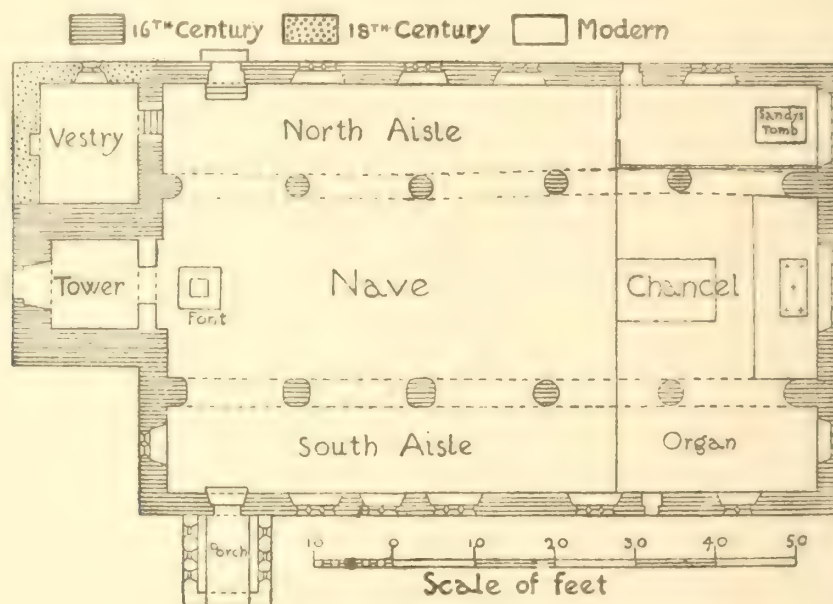 16TH Century 18TH Century Modern
Vestry North Aisle Sandys Tomb
Tower Font Nave Chancel
South Aisle Organ
Porch
10 0 10 20 30 40 50
Scale of feet